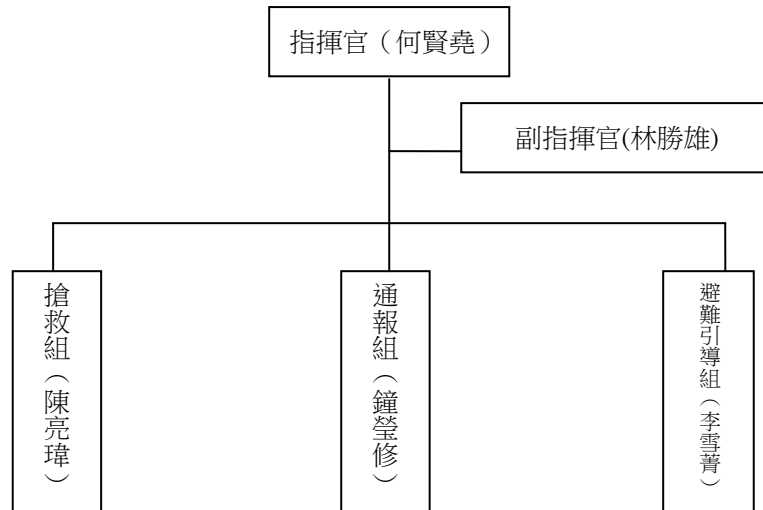 指揮官（何賢堯）
副指揮官(林勝雄)
搶救組（陳亮瑋）
通報組（鐘瑩修）
避難引導組（李雪菁）